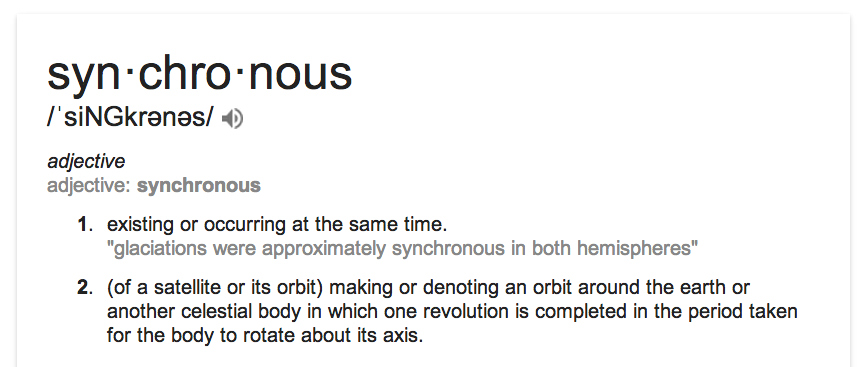 syn·chro·nous
/ˈsiNGkrənəs/
adjective
adjective: synchronous
1. existing or occurring at the same time.
"glaciations were approximately synchronous in both hemispheres"
2. (of a satellite or its orbit) making or denoting an orbit around the earth or
another celestial body in which one revolution is completed in the period taken
for the body to rotate about its axis.